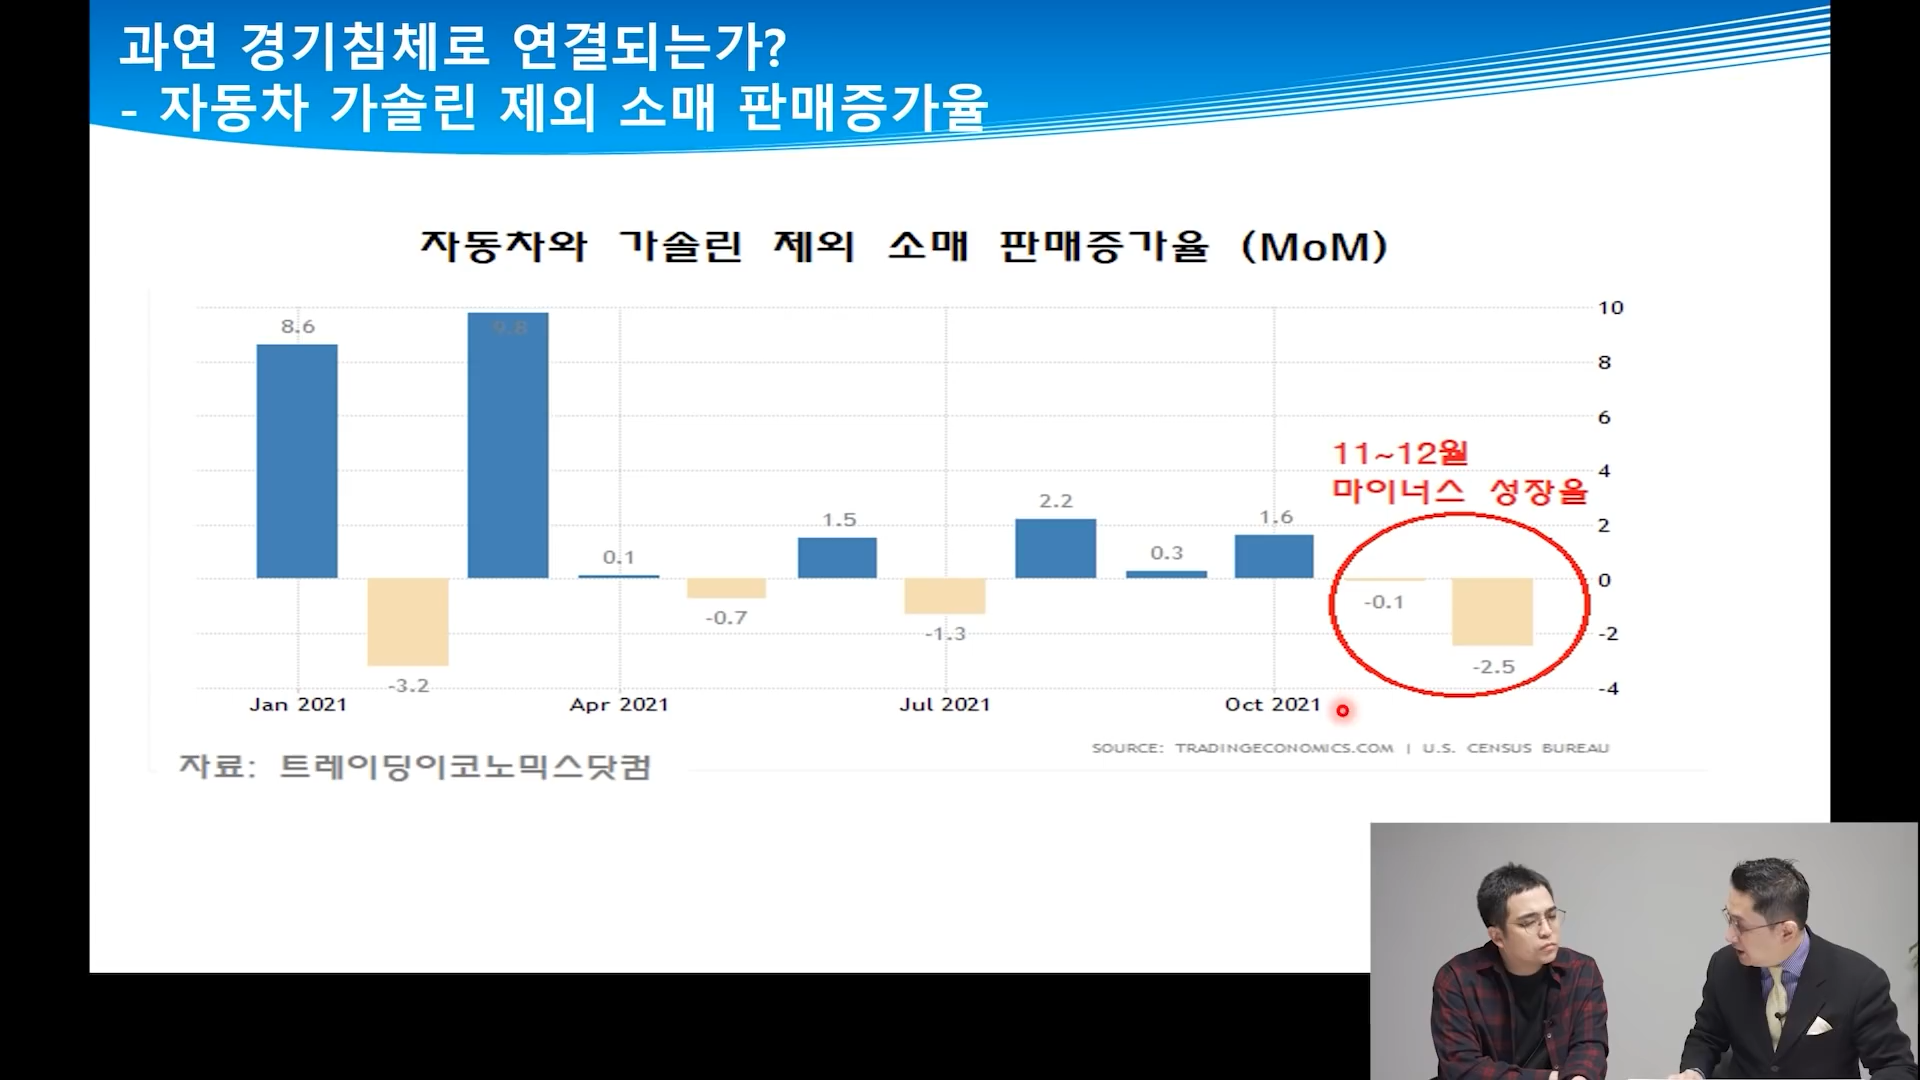 과연 경기침체로 연결되는가?
- 자동차 가솔린 제외 소매 판매증가율
자동차와 가솔린 제외 소매 판매증가율 (MoM)
10
8
6
4
2
0
-2
-4
8.6
-3.2
9.8
0.1
-0.7
1.5
-1.3
2.2
0.3
1.6
-0.1
-2.5
11~12월
마이너스 성장율
Jan 2021 Apr 2021 Jul 2021 Oct 2021
SOURCE: TRADINGECONOMICS.COM | U.S. CENSUS BUREAU
자료: 트레이딩이코노믹스닷컴